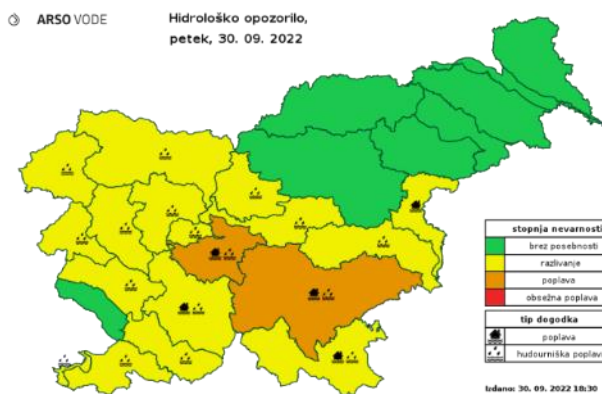 ARSO VODE
Hidrološko opozorilo,
petek, 30. 09. 2022
stopnja nevarnosti
brez posebnosti
razlivanje
poplava
obsežna poplava
tip dogodka
poplava
hudourniška poplava
Izdano: 30. 09. 2022 18:30